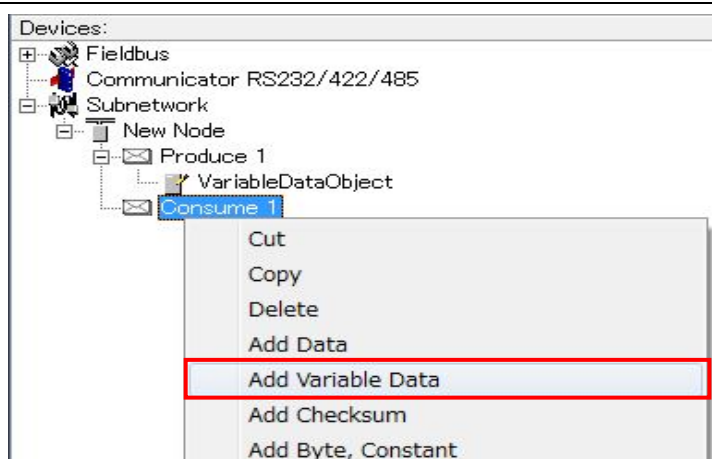 Devices:
Fieldbus
Communicator RS232/422/485
Subnetwork
New Node
Produce 1
VariableDataObject
Consume 1
Cut
Copy
Delete
Add Data
Add Variable Data
Add Checksum
Add Byte, Constant